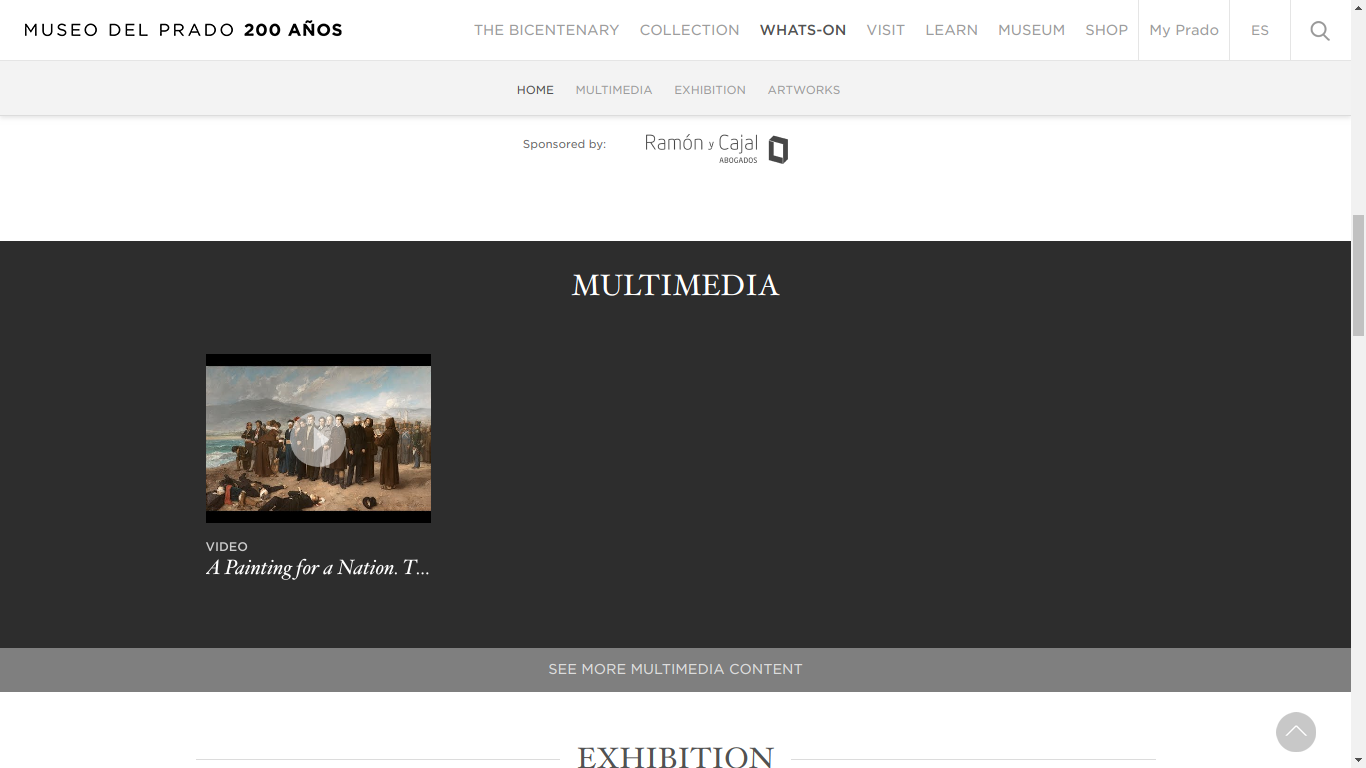 MUSEO DEL PRADO 200 AÑOS
THE BICENTENARY COLLECTION WHATS-ON VISIT LEARN MUSEUM SHOP My Prado ES
HOME MULTIMEDIA EXHIBITION ARTWORKS
Sponsored by:
Ramón y Cajal
ABOGADOS
MULTIMEDIA
VIDEO
A Painting for a Nation. T...
SEE MORE MULTIMEDIA CONTENT
EXHIBITION